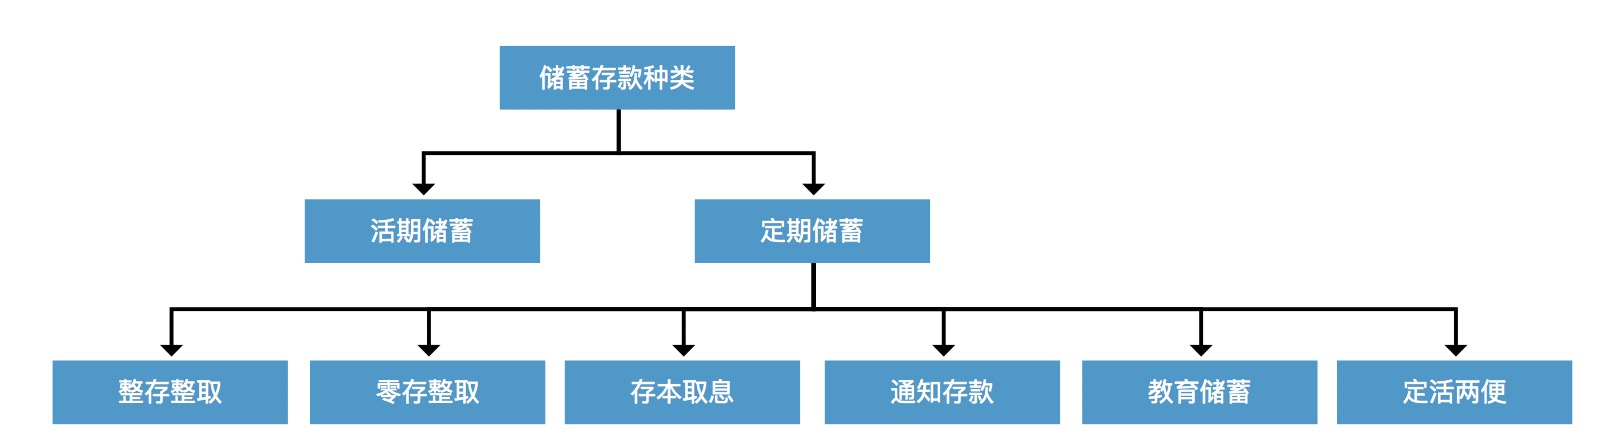 储蓄存款种类
活期储蓄
定期储蓄
整存整取
零存整取
存本取息
通知存款
教育储蓄
定活两便